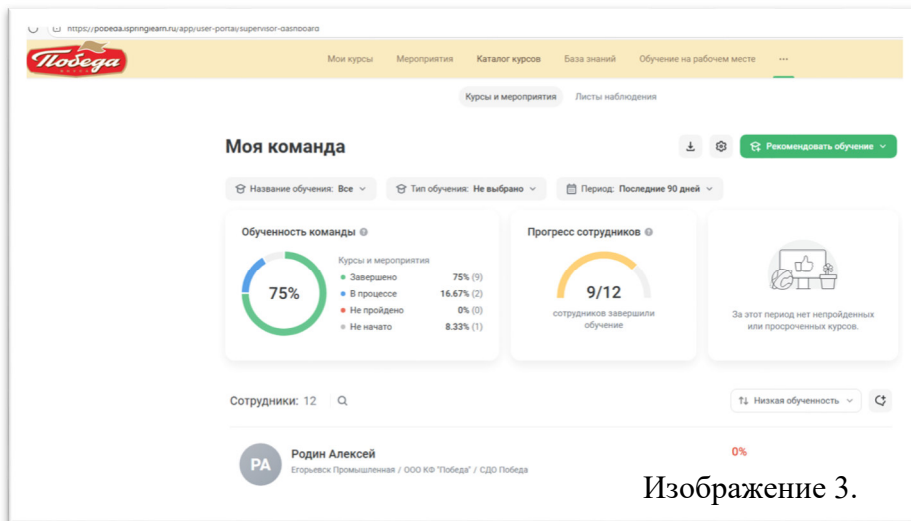 https://pobeda.ispringlearn.ru/app/user-portal/supervisor-dashboard
Победа
Мои курсы Мероприятия Каталог курсов База знаний Обучение на рабочем месте ...
Курсы и мероприятия Листы наблюдения
Моя команда
Рекомендовать обучение
Название обучения: Все Тип обучения: Не выбрано Период: Последние 90 дней
Обученность команды
Курсы и мероприятия
75%
Завершено 75% (9)
В процессе 16.67% (2)
Не пройдено 0% (0)
Не начато 8.33% (1)
Прогресс сотрудников
9/12
сотрудников завершили
обучение
За этот период нет непройденных
или просроченных курсов.
Сотрудники: 12
Низкая обученность
РА
Родин Алексей
0%
Егорьевск Промышленная / ООО КФ "Победа" / СДО Победа
Изображение 3.